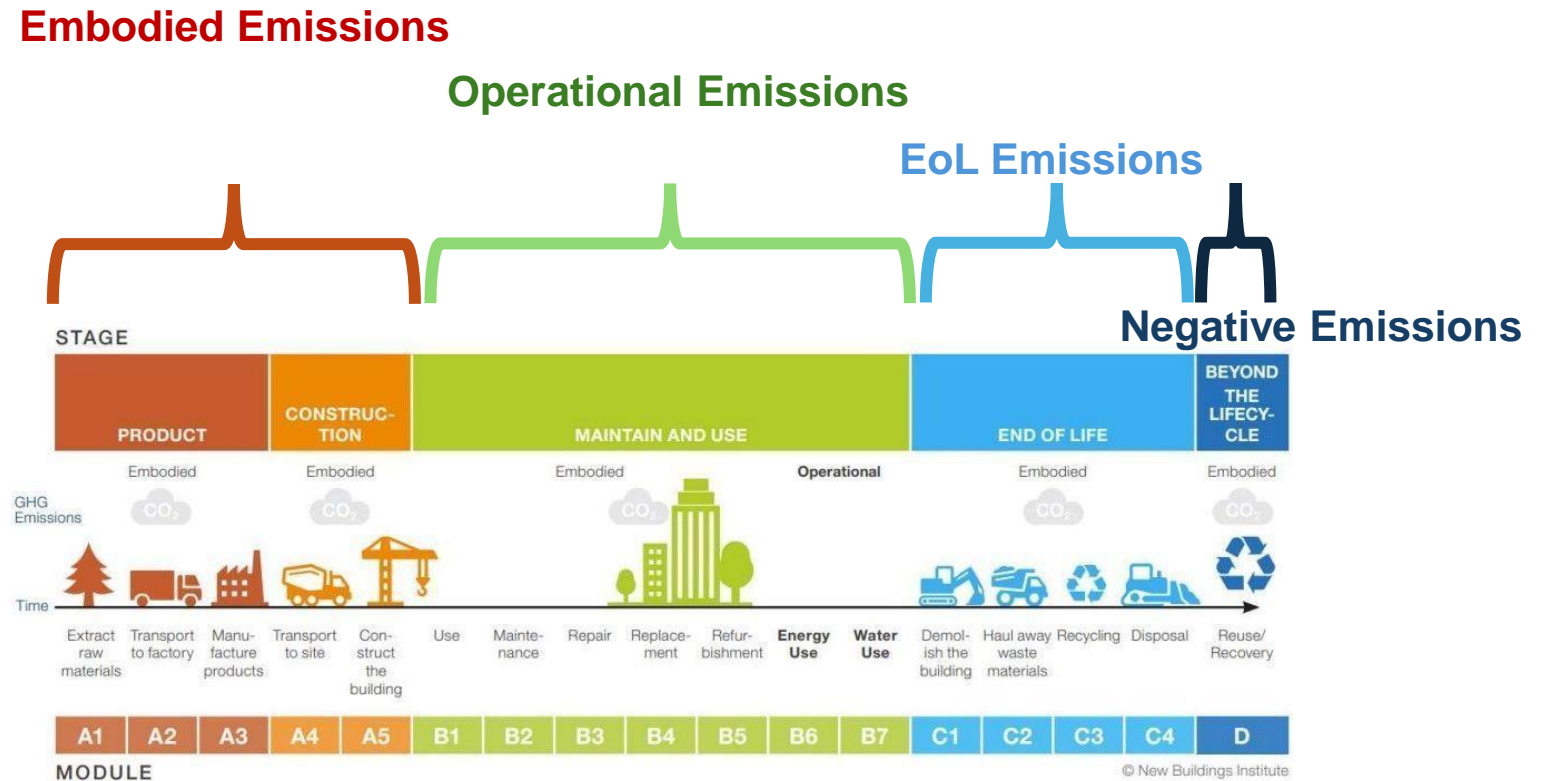 Embodied Emissions
Operational Emissions
EoL Emissions
Negative Emissions
STAGE
PRODUCT
CONSTRUC-
TION
MAINTAIN AND USE
END OF LIFE
BEYOND
THE
LIFECY-
CLE
Embodied
Embodied
Embodied
Operational
Embodied
Embodied
GHG
Emissions
CO2
CO2
CO2
CO2
CO2
Time
Extract
raw
materials
Transport
to factory
Manu-
facture
products
Transport
to site
Con-
struct
the
building
Use
Mainte-
nance
Repair
Replace-
ment
Refur-
bishment
Energy
Use
Water
Use
Demol-
ish the
building
Haul away
waste
materials
Recycling
Disposal
Reuse/
Recovery
A1 A2 A3 A4 A5 B1 B2 B3 B4 B5 B6 B7 C1 C2 C3 C4 D
MODULE
© New Buildings Institute